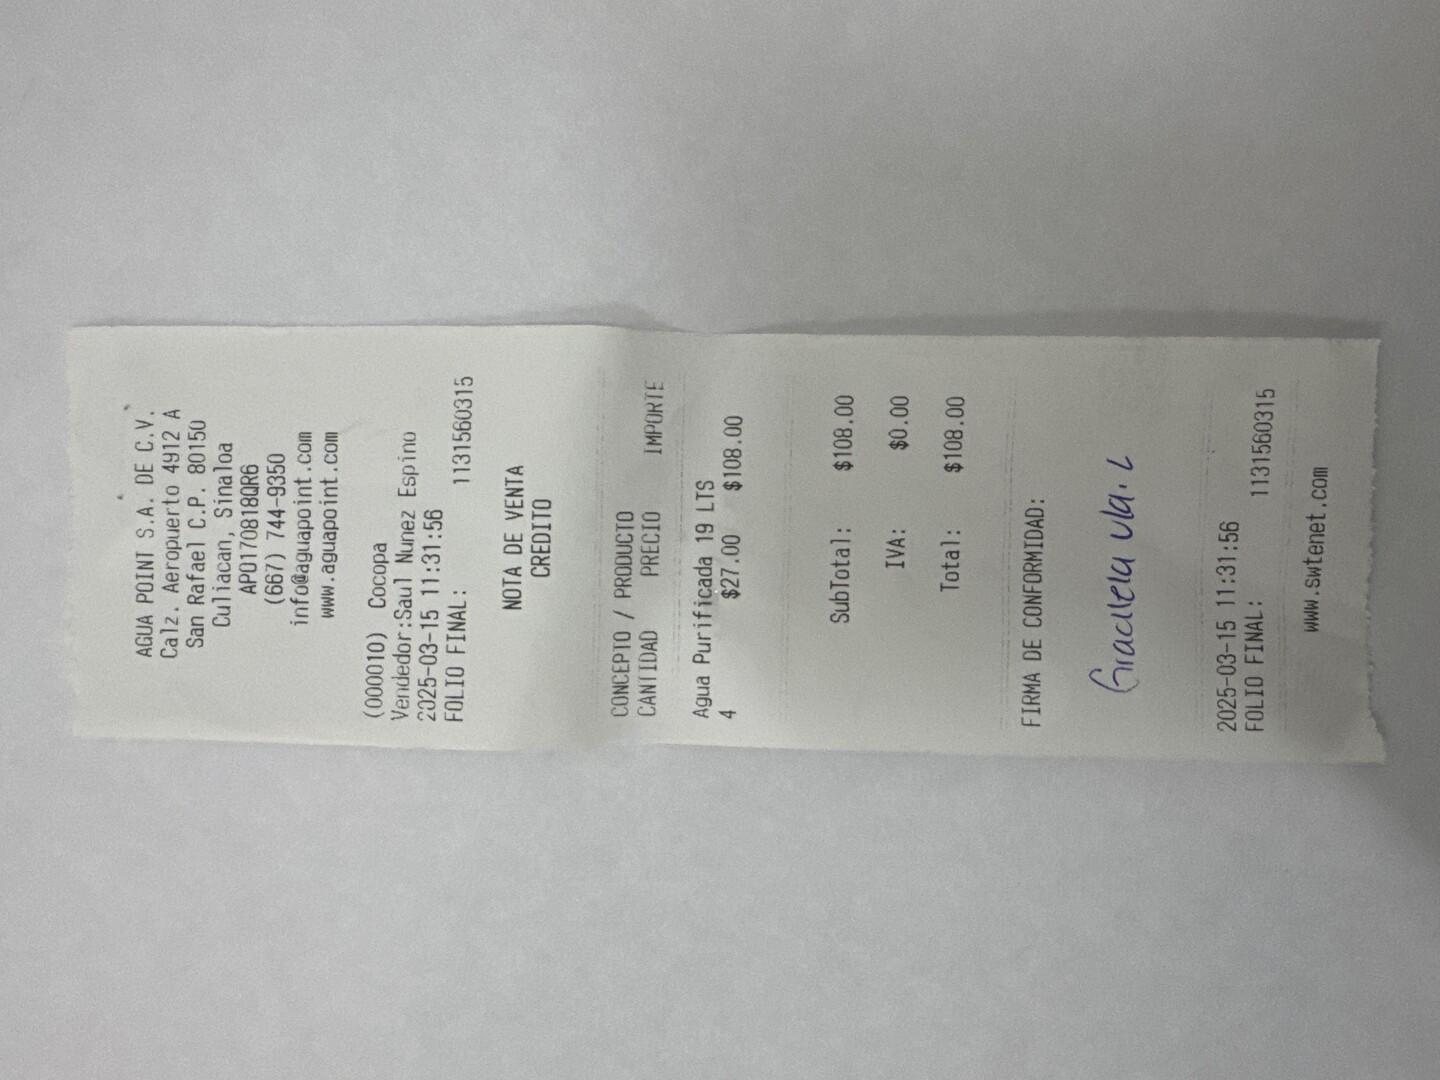 AGUA POINT S.A. DE C.V.
Calz. Aeropuerto 4912 A
San Rafael C.P. 80150
Culiacan, Sinaloa
APO170818QR6
(667) 744-9350
info@aguapoint.com
www.aguapoint.com
(000010) Cocopa
Vendedor:Saul Nunez Espino
2025-03-15 11:31:56
FOLIO FINAL: 1131560315
NOTA DE VENTA
CREDITO
CONCEPTO / PRODUCTO
CANTIDAD PRECIO IMPORTE
Agua Purificada 19 LTS
4 $27.00 $108.00
SubTotal: $108.00
IVA: $0.00
Total: $108.00
FIRMA DE CONFORMIDAD:
Graciela
2025-03-15 11:31:56
FOLIO FINAL: 1131560315
www.swtenet.com